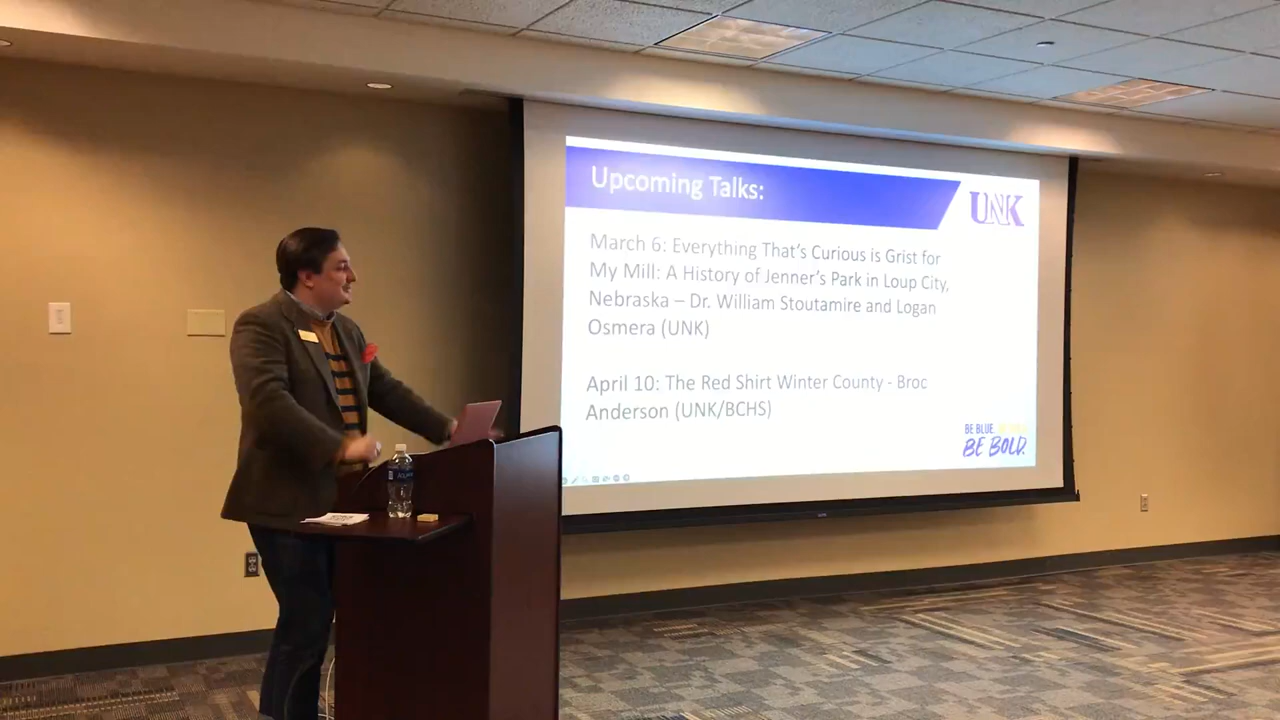 Upcoming Talks:
UNK
March 6: Everything That's Curious is Grist for
My Mill: A History of Jenner's Park in Loup City,
Nebraska – Dr. William Stoutamire and Logan
Osmera (UNK)
April 10: The Red Shirt Winter County - Broc
Anderson (UNK/BCHS)
BE BLUE.
BE BOLD.